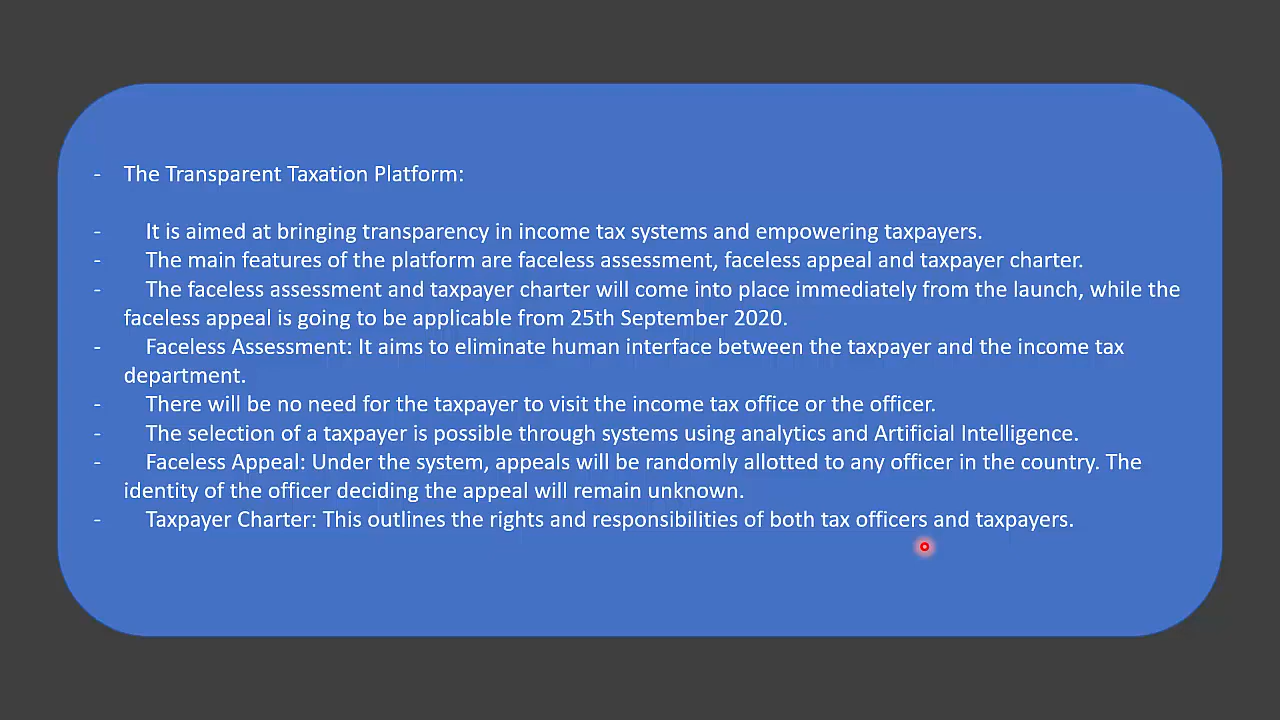 - The Transparent Taxation Platform:
- It is aimed at bringing transparency in income tax systems and empowering taxpayers.
- The main features of the platform are faceless assessment, faceless appeal and taxpayer charter.
- The faceless assessment and taxpayer charter will come into place immediately from the launch, while the
faceless appeal is going to be applicable from 25th September 2020.
- Faceless Assessment: It aims to eliminate human interface between the taxpayer and the income tax
department.
- There will be no need for the taxpayer to visit the income tax office or the officer.
- The selection of a taxpayer is possible through systems using analytics and Artificial Intelligence.
- Faceless Appeal: Under the system, appeals will be randomly allotted to any officer in the country. The
identity of the officer deciding the appeal will remain unknown.
- Taxpayer Charter: This outlines the rights and responsibilities of both tax officers and taxpayers.